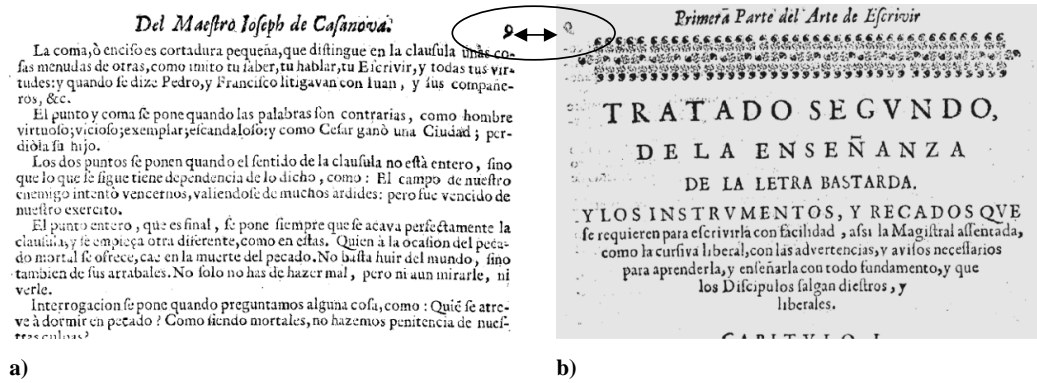 Del Maestro Ioseph de Casanova. 9
La coma, ò enciso es cortadura pequeña, que distingue en la clausula unas co-
sas menudas de otras, como imito tu saber, tu hablar, tu Escrivir, y todas tus vir-
tudes: y quando se dize Pedro, y Francisco litigavan con Iuan, y sus compañe-
ros, &c.
El punto y coma se pone quando las palabras son contrarias, como hombre
virtuoso; vicioso; exemplar; escandaloso: y como Cesar ganò una Ciudad; per-
diòla su hijo.
Los dos puntos se ponen quando el sentido de la clausula no està entero, sino
que lo que se sigue tiene dependencia de lo dicho, como: El campo de nuestro
enemigo intentò vencernos, valiendose de muchos ardides: pero fue vencido de
nuestro exercito.
El punto entero, que es final, se pone siempre que se acava perfectamente la
clausula, y se empieça otra diferente, como en estas. Quien à la ocasion del peca-
do mortal se ofrece, cae en la muerte del pecado. No basta huir del mundo, sino
tambien de sus arrabales. No solo no has de hazer mal, pero ni aun mirarle, ni
verle.
Interrogacion se pone quando preguntamos alguna cosa, como: Quiē se atre-
ve à dormir en pecado? Como siendo mortales, no hazemos penitencia de nues-
tras culpas?
a)
Primera Parte del Arte de Escrivir
TRATADO SEGVNDO,
DE LA ENSEÑANZA
DE LA LETRA BASTARDA.
Y LOS INSTRVMENTOS, Y RECADOS QVE
se requieren para escrivirla con facilidad, assi la Magistral assentada,
como la cursiva liberal, con las advertencias, y avisos necessarios
para aprenderla, y enseñarla con todo fundamento, y que
los Discipulos salgan diestros, y
liberales.
CAPITVLO I.
b)